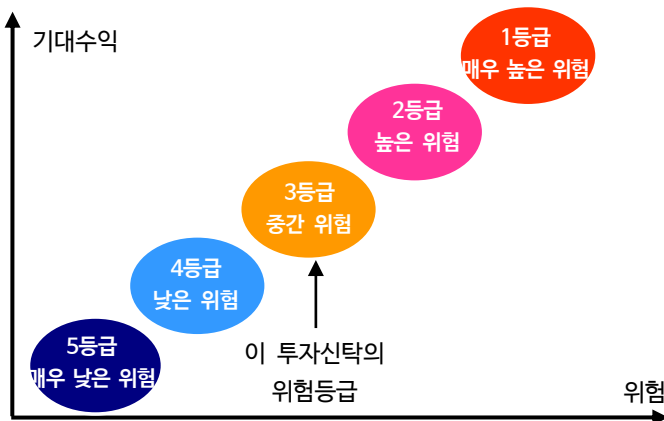 기대수익
1등급
매우 높은 위험
2등급
높은 위험
3등급
중간 위험
4등급
낮은 위험
5등급
매우 낮은 위험
이 투자신탁의
위험등급
위험